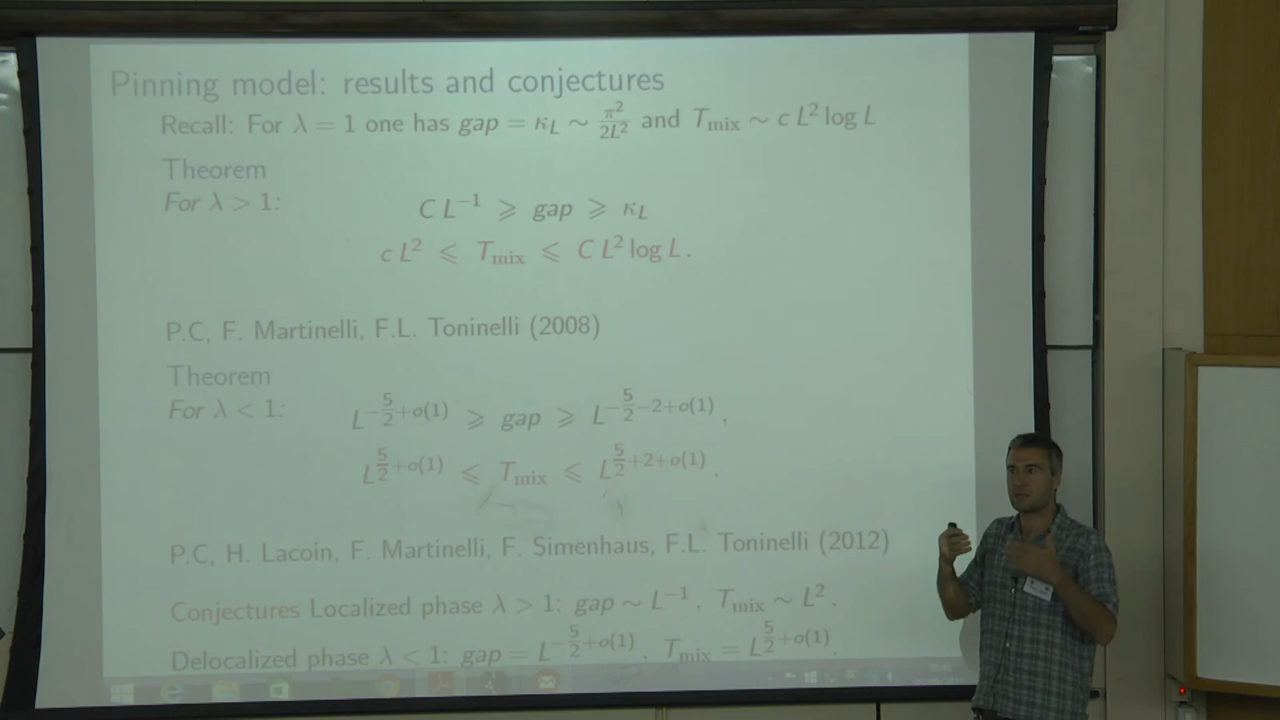 Pinning model: results and conjectures
Recall: For λ = 1 one has gap = κ_L ∼ π²/2L² and T_mix ∼ c L² log L
Theorem
For λ > 1:
C L⁻¹ ⩾ gap ⩾ κ_L
c L² ⩽ T_mix ⩽ C L² log L.
P.C, F. Martinelli, F.L. Toninelli (2008)
Theorem
For λ < 1:
L^{-5/2+o(1)} ⩾ gap ⩾ L^{-5/2-2+o(1)}.
L^{5/2+o(1)} ⩽ T_mix ⩽ L^{5/2+2+o(1)}.
P.C, H. Lacoin, F. Martinelli, F. Simenhaus, F.L. Toninelli (2012)
Conjectures Localized phase λ > 1: gap ∼ L⁻¹, T_mix ∼ L².
Delocalized phase λ < 1: gap = L^{-5/2+o(1)}, T_mix = L^{5/2+o(1)}.